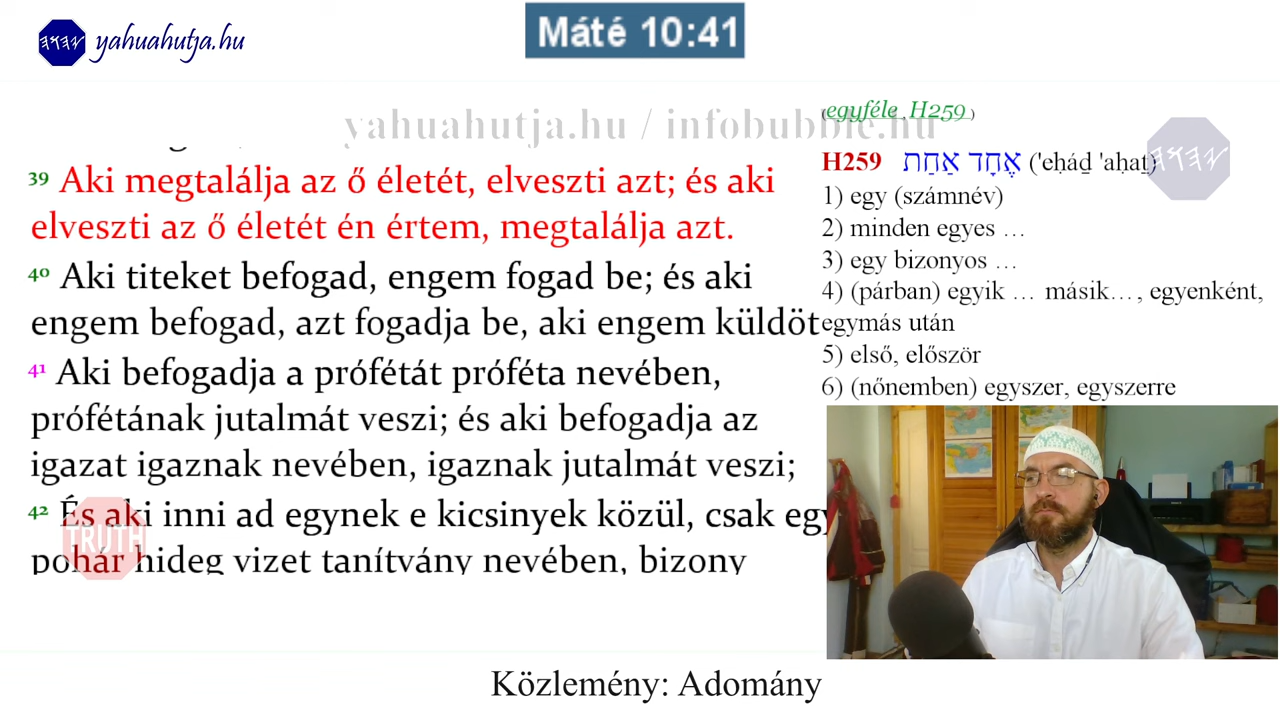 yahuahutja.hu
Máté 10:41
yahuahutja.hu / infobubble.hu
39 Aki megtalálja az ő életét, elveszti azt; és aki
elveszti az ő életét én értem, megtalálja azt.
40 Aki titeket befogad, engem fogad be; és aki
engem befogad, azt fogadja be, aki engem küldöt
41 Aki befogadja a prófétát próféta nevében,
prófétának jutalmát veszi; és aki befogadja az
igazat igaznak nevében, igaznak jutalmát veszi;
42 És aki inni ad egynek e kicsinyek közül, csak egy
pohár hideg vizet tanítvány nevében, bizony
TRUTH
(egyféle, H259)
H259 אֶחָד אַחַת ('eḥáḏ 'aḥaṯ)
1) egy (számnév)
2) minden egyes …
3) egy bizonyos …
4) (párban) egyik … másik…, egyenként,
egymás után
5) első, először
6) (nőnemben) egyszer, egyszerre
Közlemény: Adomány